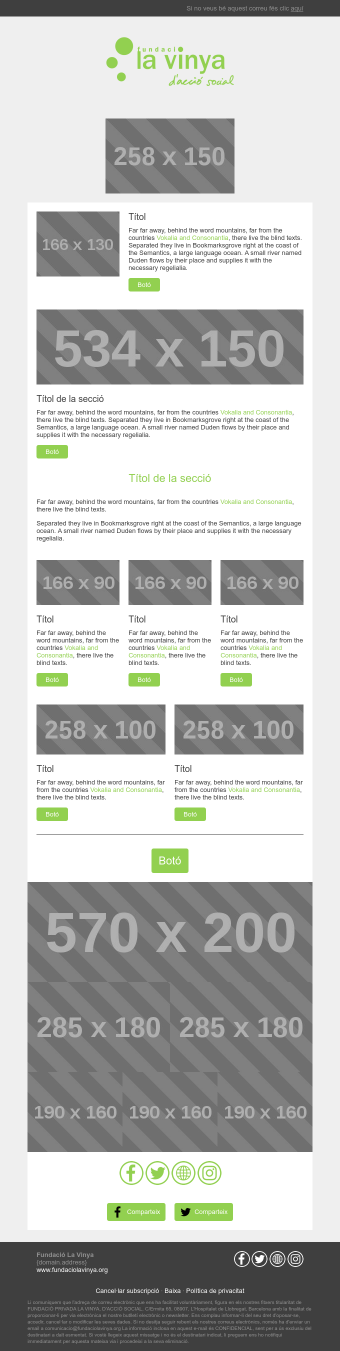 Si no veus bé aquest correu fés clic aquí
fundació
la vinya
d'acció social
258 x 150
166 x 130
Títol
Far far away, behind the word mountains, far from the
countries Vokalia and Consonantia, there live the blind texts.
Separated they live in Bookmarksgrove right at the coast of
the Semantics, a large language ocean. A small river named
Duden flows by their place and supplies it with the
necessary regelialia.
Botó
534 x 150
Títol de la secció
Far far away, behind the word mountains, far from the countries Vokalia and Consonantia,
there live the blind texts. Separated they live in Bookmarksgrove right at the coast of the
Semantics, a large language ocean. A small river named Duden flows by their place and
supplies it with the necessary regelialia.
Botó
Títol de la secció
Far far away, behind the word mountains, far from the countries Vokalia and Consonantia,
there live the blind texts.
Separated they live in Bookmarksgrove right at the coast of the Semantics, a large language
ocean. A small river named Duden flows by their place and supplies it with the necessary
regelialia.
166 x 90
166 x 90
166 x 90
Títol
Far far away, behind the
word mountains, far from the
countries Vokalia and
Consonantia, there live the
blind texts.
Botó
Títol
Far far away, behind the
word mountains, far from the
countries Vokalia and
Consonantia, there live the
blind texts.
Botó
Títol
Far far away, behind the
word mountains, far from the
countries Vokalia and
Consonantia, there live the
blind texts.
Botó
258 x 100
258 x 100
Títol
Far far away, behind the word mountains, far
from the countries Vokalia and Consonantia,
there live the blind texts.
Botó
Títol
Far far away, behind the word mountains, far
from the countries Vokalia and Consonantia,
there live the blind texts.
Botó
Botó
570 x 200
285 x 180
285 x 180
190 x 160
190 x 160
190 x 160
Comparteix
Comparteix
Fundació La Vinya
(domain address)
www.fundaciolavinya.org
Cancel·lar subscripció · Baixa · Política de privacitat